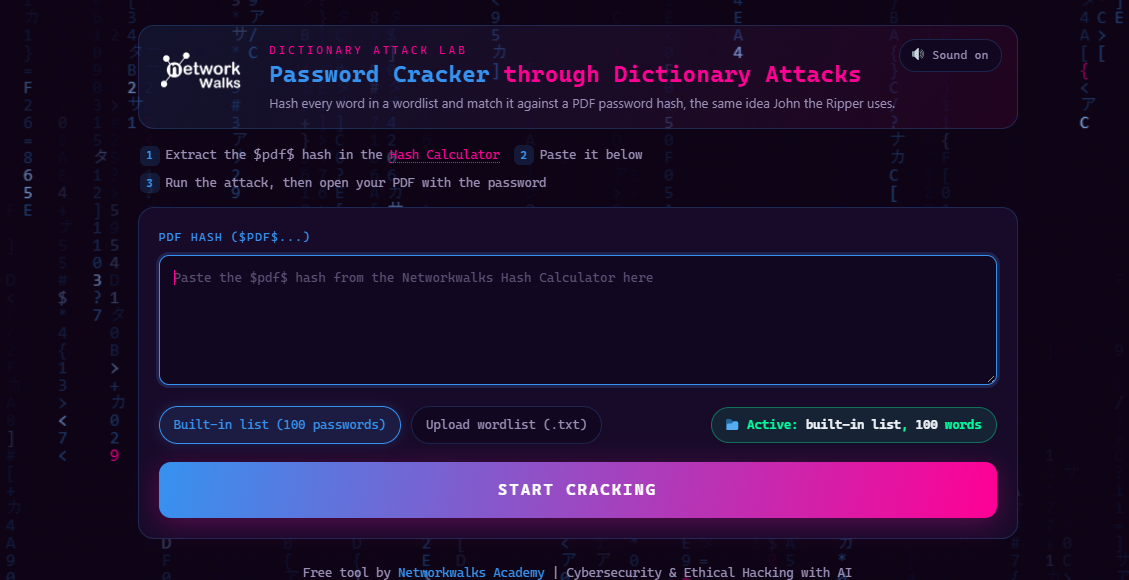 DICTIONARY ATTACK LAB
network
walks
Password Cracker through Dictionary Attacks
Sound on
Hash every word in a wordlist and match it against a PDF password hash, the same idea John the Ripper uses.
1 Extract the $pdf$ hash in the Hash Calculator 2 Paste it below
3 Run the attack, then open your PDF with the password
PDF HASH ($PDF$...)
Paste the $pdf$ hash from the Networkwalks Hash Calculator here
Built-in list (100 passwords)
Upload wordlist (.txt)
Active: built-in list, 100 words
START CRACKING
Free tool by Networkwalks Academy | Cybersecurity & Ethical Hacking with AI